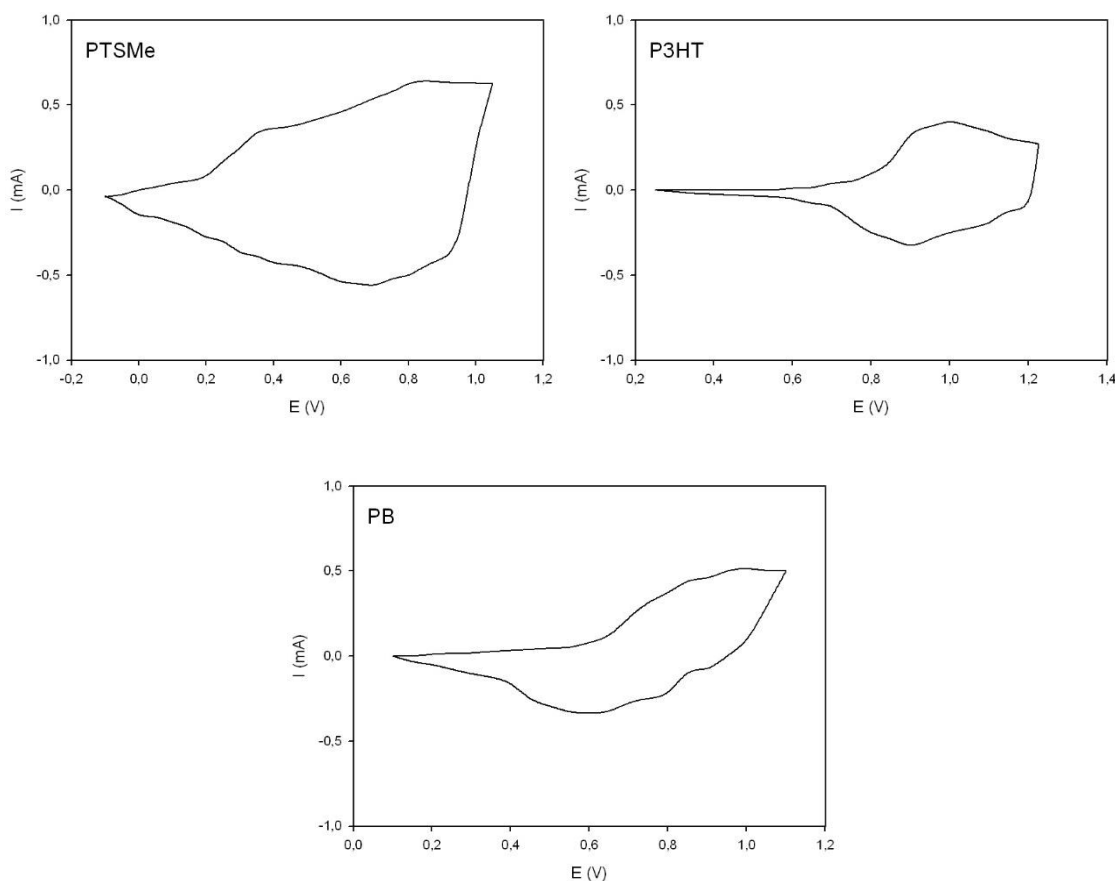 PTSMe
I (mA)
1,0
0,5
0,0
-0,5
-1,0
-0,2 0,0 0,2 0,4 0,6 0,8 1,0 1,2
E (V)
P3HT
I (mA)
1,0
0,5
0,0
-0,5
-1,0
0,2 0,4 0,6 0,8 1,0 1,2 1,4
E (V)
PB
I (mA)
1,0
0,5
0,0
-0,5
-1,0
0,0 0,2 0,4 0,6 0,8 1,0 1,2
E (V)